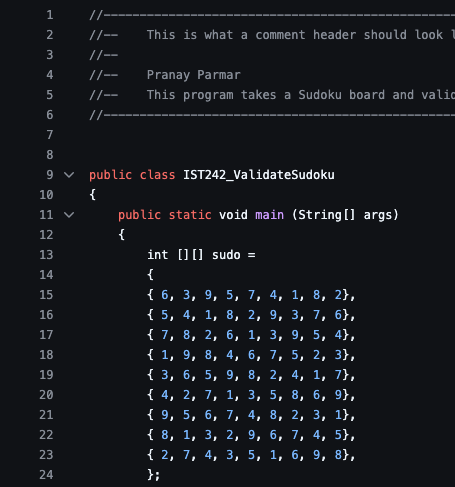 1 //-------------------------------------------------
2 //-- This is what a comment header should look
3 //--
4 //-- Pranay Parmar
5 //-- This program takes a Sudoku board and
6 //-------------------------------------------------
7
8
9 public class IST242_ValidateSudoku
10 {
11 public static void main (String[] args)
12 {
13 int [][] sudo =
14 {
15 { 6, 3, 9, 5, 7, 4, 1, 8, 2},
16 { 5, 4, 1, 8, 2, 9, 3, 7, 6},
17 { 7, 8, 2, 6, 1, 3, 9, 5, 4},
18 { 1, 9, 8, 4, 6, 7, 5, 2, 3},
19 { 3, 6, 5, 9, 8, 2, 4, 1, 7},
20 { 4, 2, 7, 1, 3, 5, 8, 6, 9},
21 { 9, 5, 6, 7, 4, 8, 2, 3, 1},
22 { 8, 1, 3, 2, 9, 6, 7, 4, 5},
23 { 2, 7, 4, 3, 5, 1, 6, 9, 8},
24 };